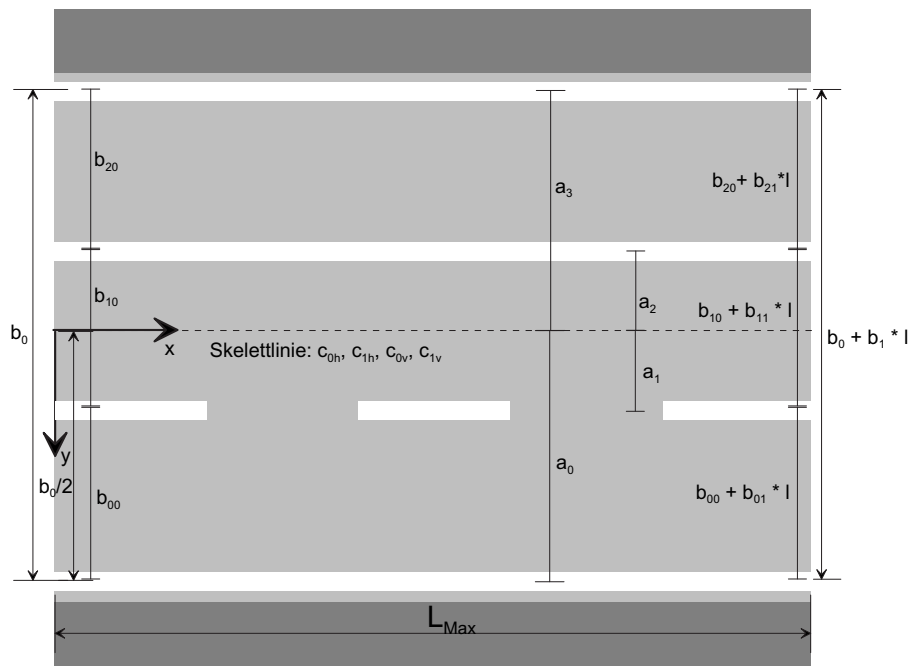 b₂₀
a₃
b₂₀+ b₂₁*l
b₁₀
a₂
b₁₀ + b₁₁* l
b₀
x
Skelettlinie: c₀ₕ, c₁ₕ, c₀ᵥ, c₁ᵥ
b₀ + b₁ * l
a₁
y
b₀/2
b₀₀
a₀
b₀₀ + b₀₁ * l
L_Max